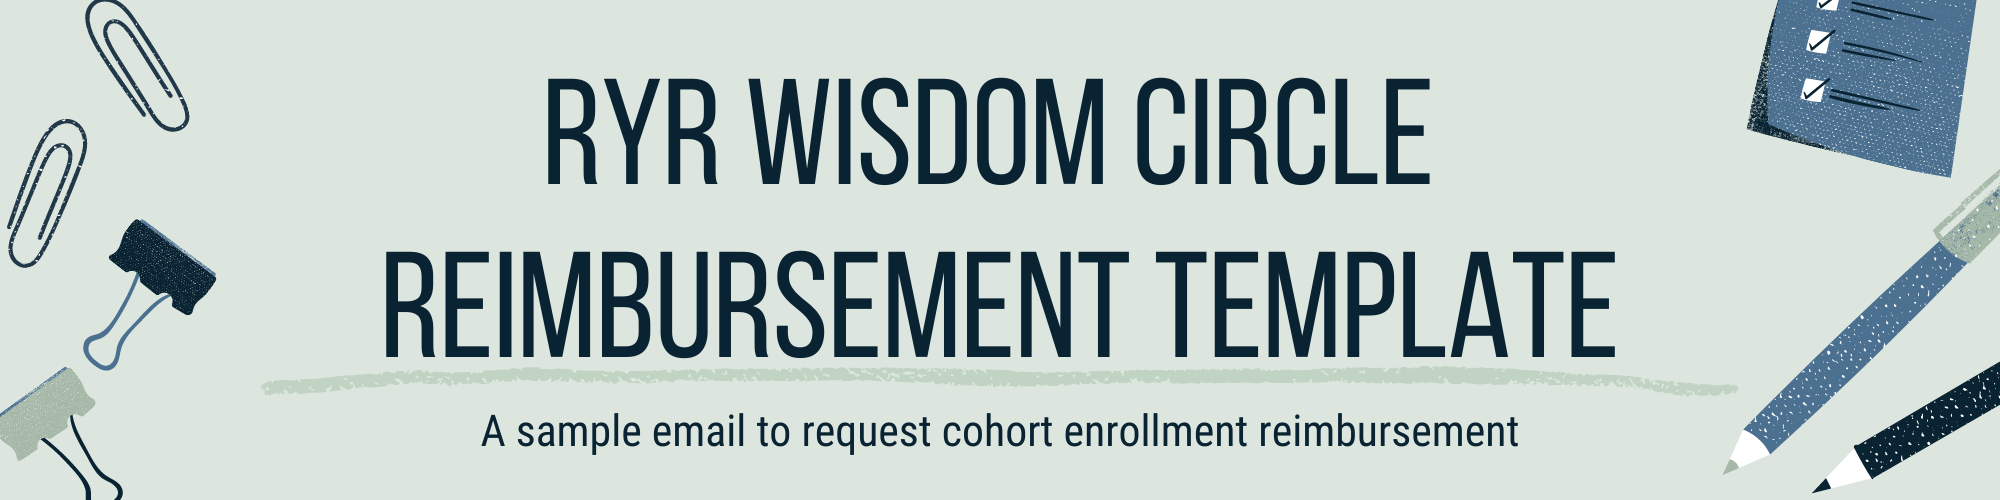 RYR WISDOM CIRCLE
REIMBURSEMENT TEMPLATE
A sample email to request cohort enrollment reimbursement